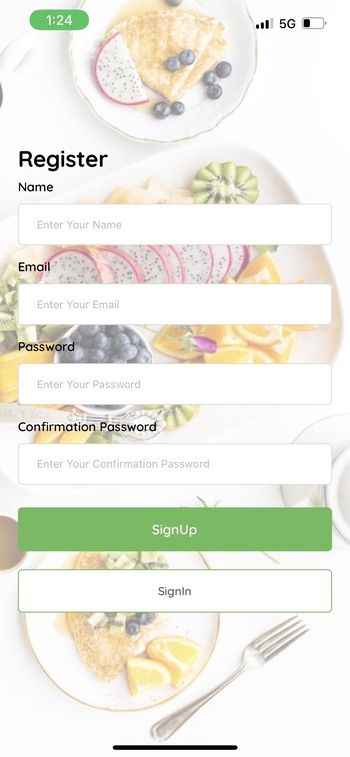 1:24
5G
Register
Name
Enter Your Name
Email
Enter Your Email
Password
Enter Your Password
Confirmation Password
Enter Your Confirmation Password
SignUp
SignIn